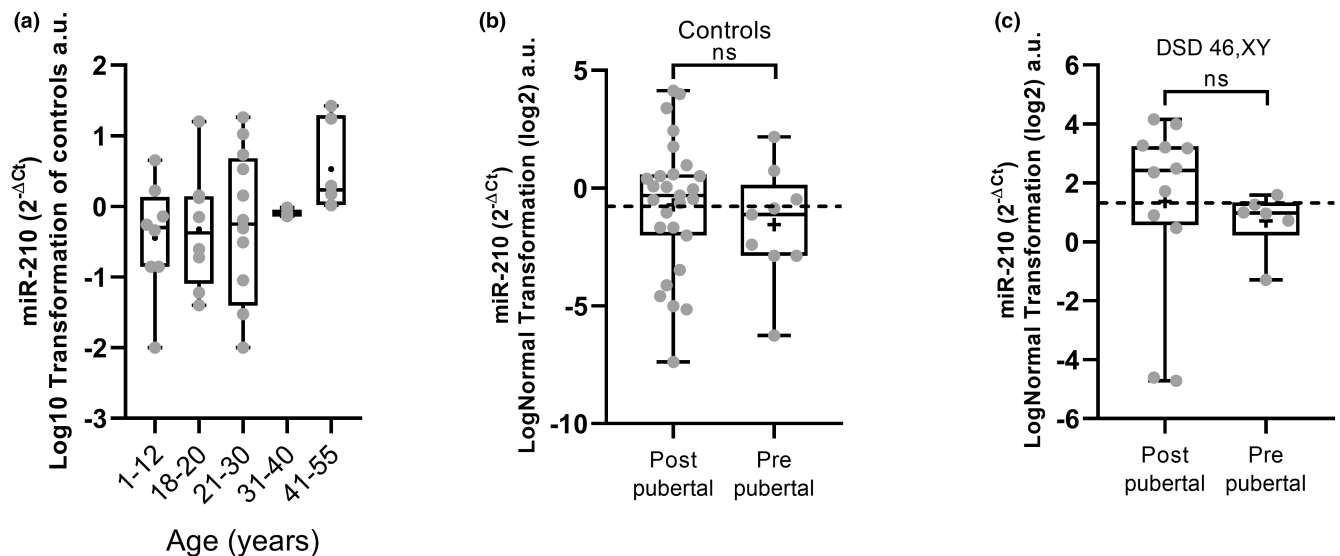 (a)
miR-210 (2-ΔCt)
Log10 Transformation of controls a.u.
2
1
0
-1
-2
-3
1-12
18-20
21-30
31-40
41-55
Age (years)
(b)
Controls
ns
miR-210 (2-ΔCt)
LogNormal Transformation (log2) a.u.
5
0
-5
-10
Post
pubertal
Pre
pubertal
(c)
DSD 46,XY
ns
miR-210 (2-ΔCt)
LogNormal Transformation (log2) a.u.
6
4
2
0
-2
-4
-6
Post
pubertal
Pre
pubertal